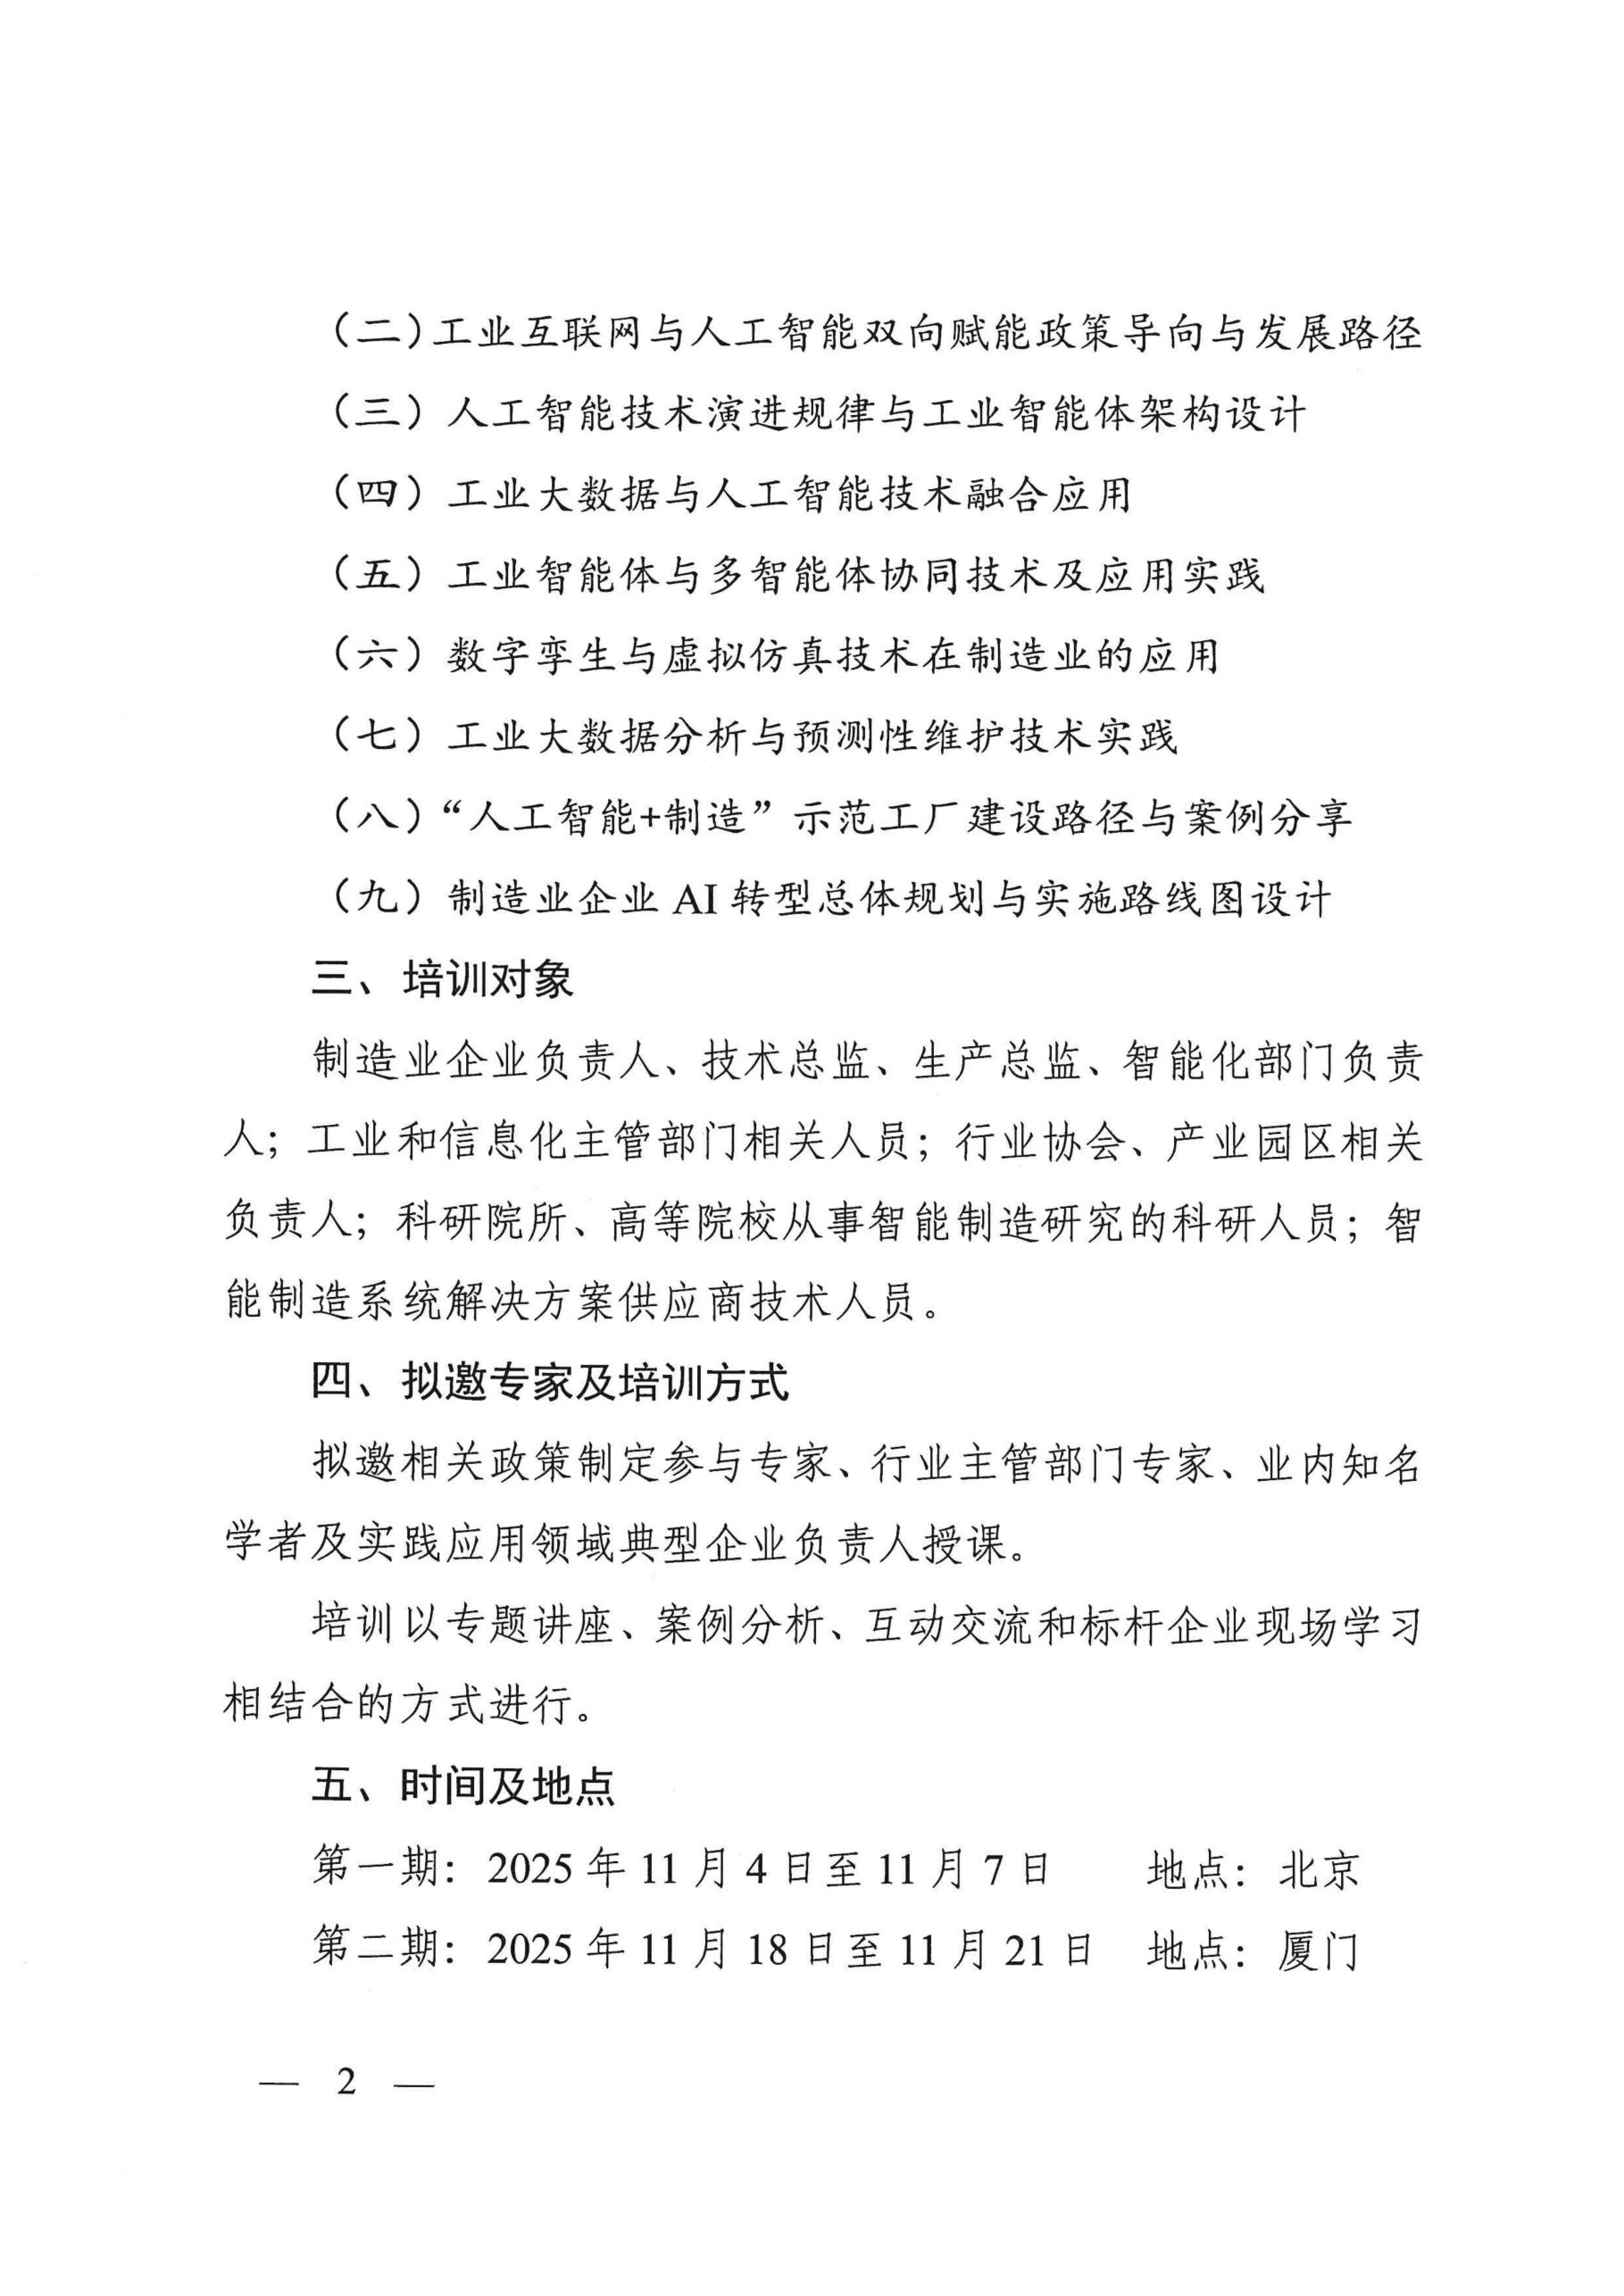 （二）工业互联网与人工智能双向赋能政策导向与发展路径
（三）人工智能技术演进规律与工业智能体架构设计
（四）工业大数据与人工智能技术融合应用
（五）工业智能体与多智能体协同技术及应用实践
（六）数字孪生与虚拟仿真技术在制造业的应用
（七）工业大数据分析与预测性维护技术实践
（八）“人工智能+制造”示范工厂建设路径与案例分享
（九）制造业企业 AI 转型总体规划与实施路线图设计
三、培训对象
制造业企业负责人、技术总监、生产总监、智能化部门负责
人；工业和信息化主管部门相关人员；行业协会、产业园区相关
负责人；科研院所、高等院校从事智能制造研究的科研人员；智
能制造系统解决方案供应商技术人员。
四、拟邀专家及培训方式
拟邀相关政策制定参与专家、行业主管部门专家、业内知名
学者及实践应用领域典型企业负责人授课。
培训以专题讲座、案例分析、互动交流和标杆企业现场学习
相结合的方式进行。
五、时间及地点
第一期：2025 年 11 月 4 日至 11 月 7 日 地点：北京
第二期：2025 年 11 月 18 日至 11 月 21 日 地点：厦门
— 2 —